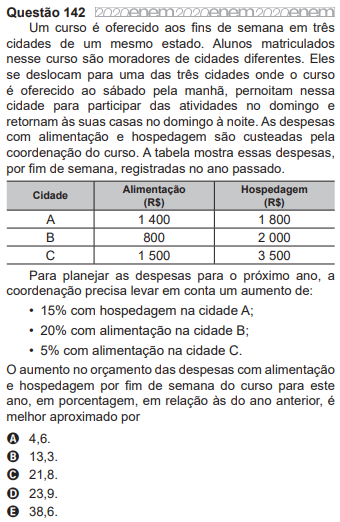 Questão 142 2020enem2020enem2020enem
Um curso é oferecido aos fins de semana em três
cidades de um mesmo estado. Alunos matriculados
nesse curso são moradores de cidades diferentes. Eles
se deslocam para uma das três cidades onde o curso
é oferecido ao sábado pela manhã, pernoitam nessa
cidade para participar das atividades no domingo e
retornam às suas casas no domingo à noite. As despesas
com alimentação e hospedagem são custeadas pela
coordenação do curso. A tabela mostra essas despesas,
por fim de semana, registradas no ano passado.
Cidade Alimentação (R$) Hospedagem (R$)
A 1 400 1 800
B 800 2 000
C 1 500 3 500
Para planejar as despesas para o próximo ano, a
coordenação precisa levar em conta um aumento de:
• 15% com hospedagem na cidade A;
• 20% com alimentação na cidade B;
• 5% com alimentação na cidade C.
O aumento no orçamento das despesas com alimentação
e hospedagem por fim de semana do curso para este
ano, em porcentagem, em relação às do ano anterior, é
melhor aproximado por
A 4,6.
B 13,3.
C 21,8.
D 23,9.
E 38,6.